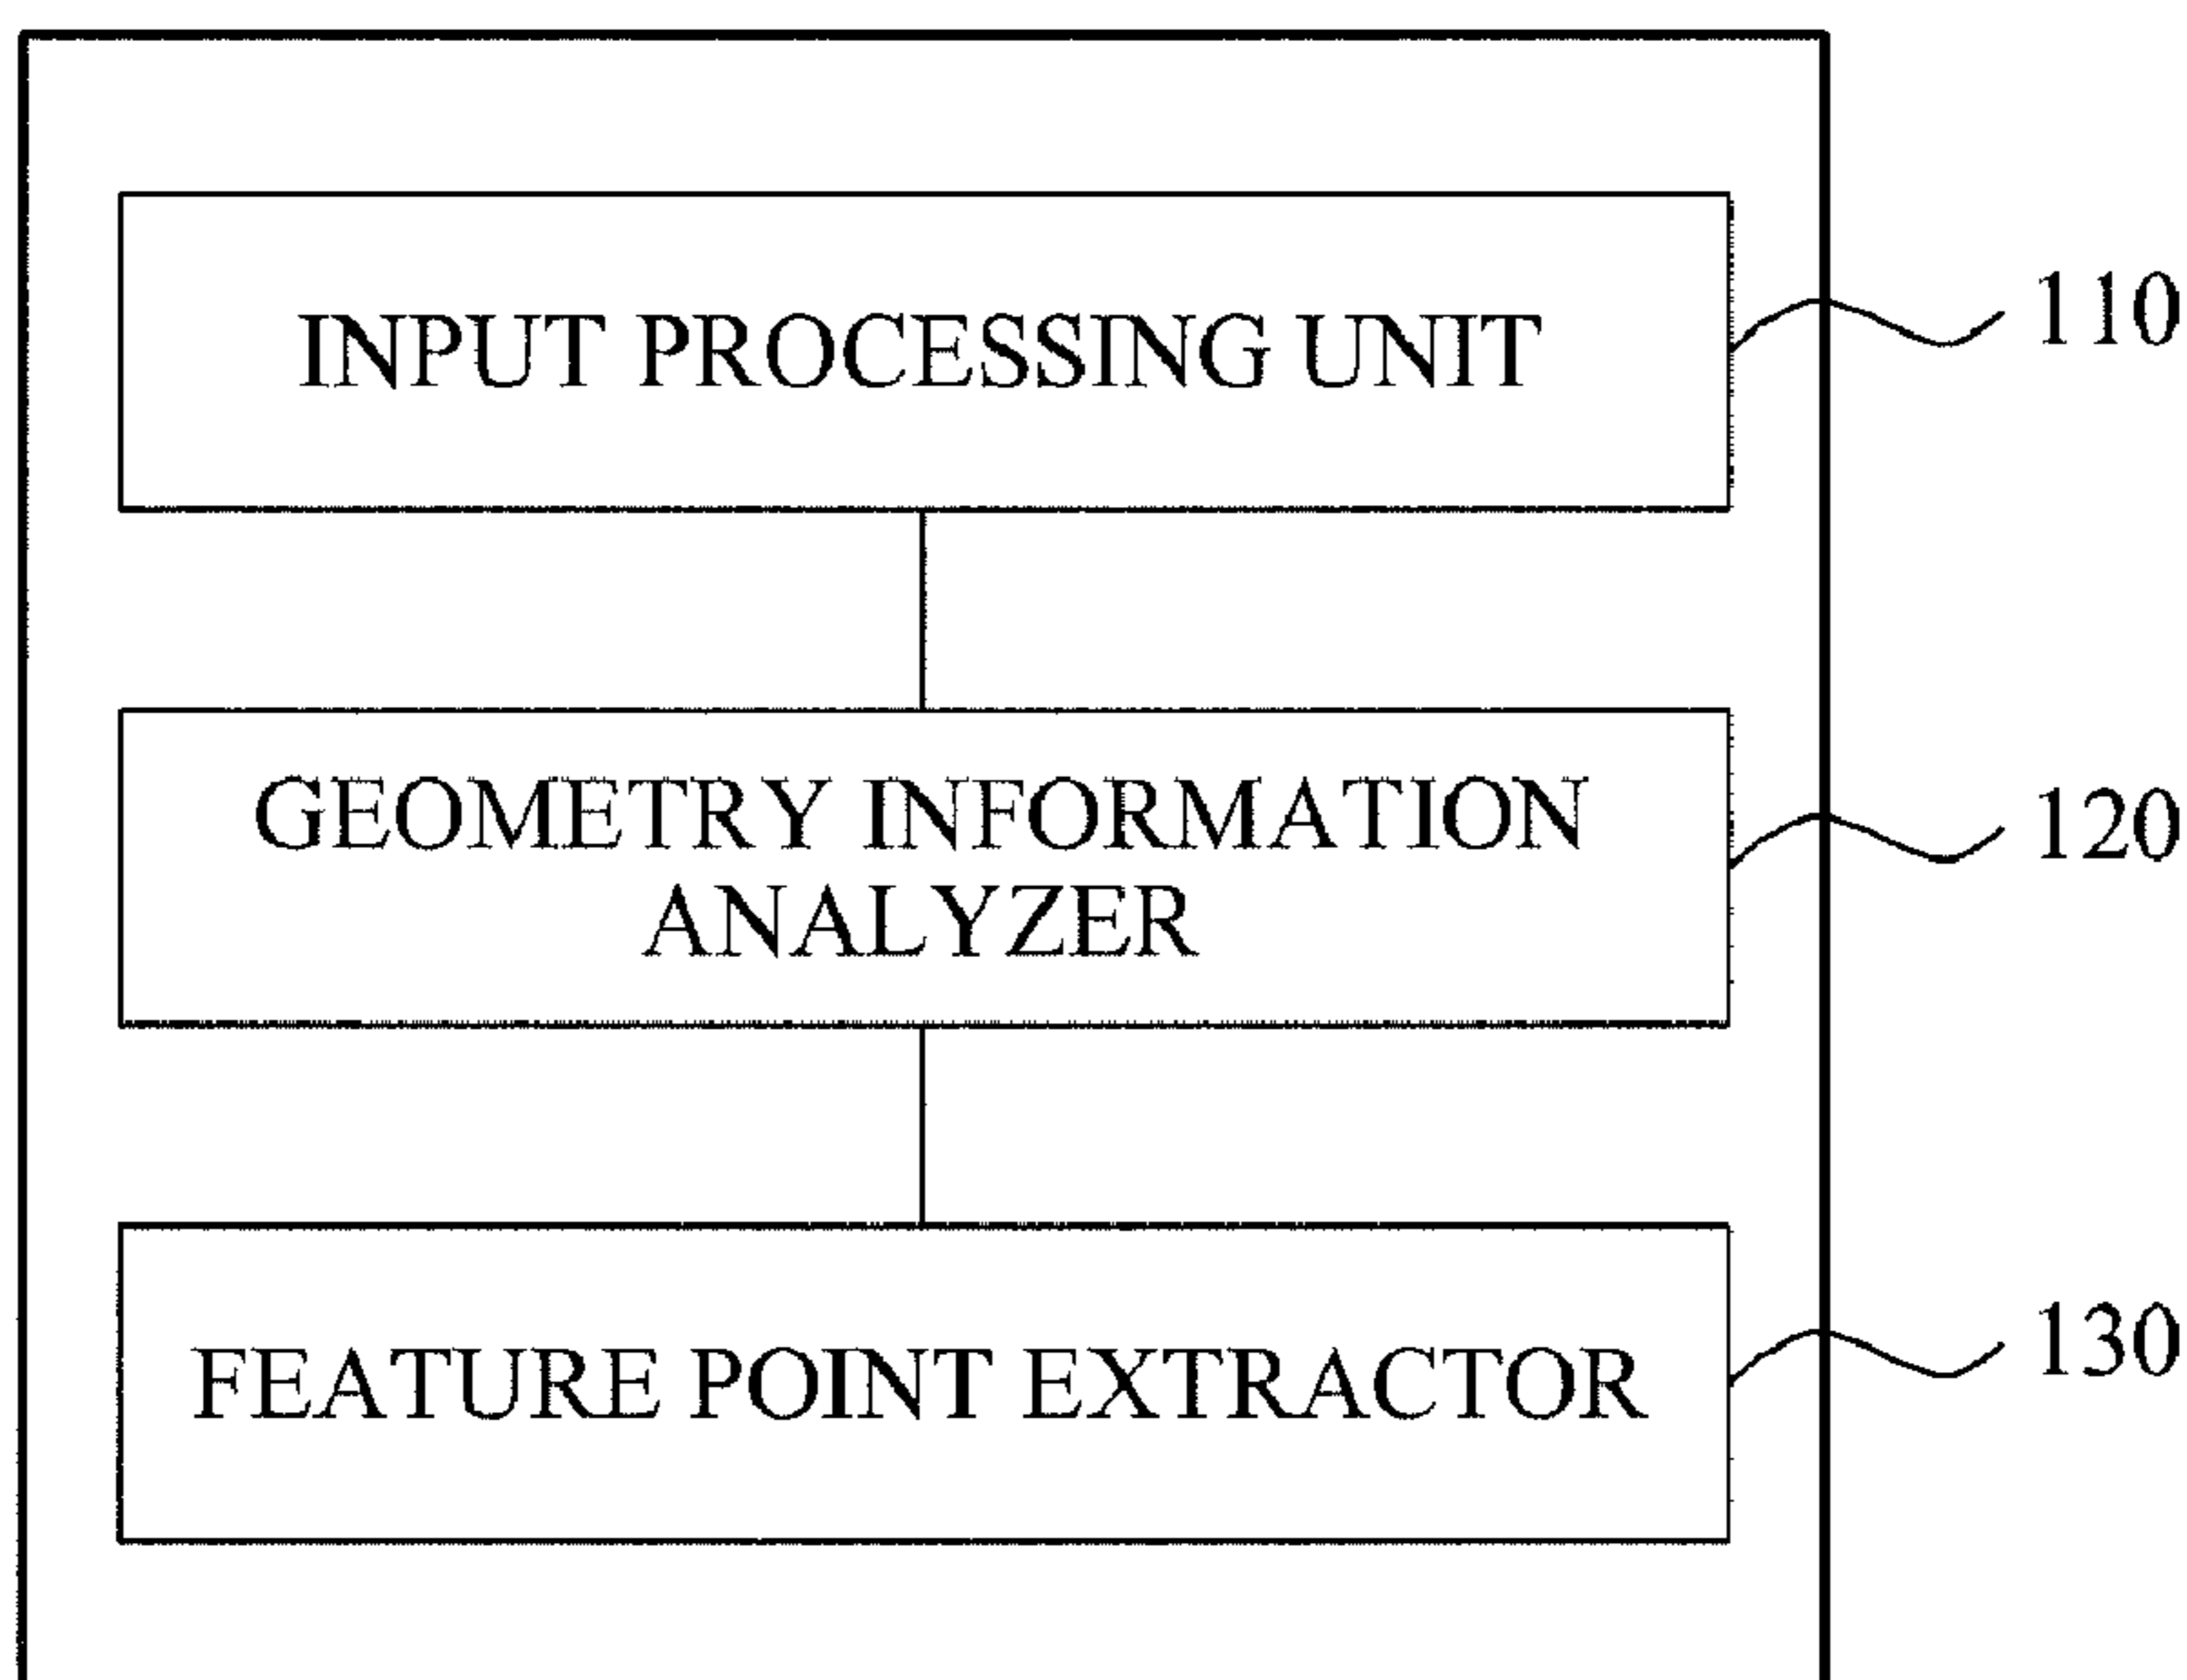 INPUT PROCESSING UNIT
110
GEOMETRY INFORMATION
ANALYZER
120
FEATURE POINT EXTRACTOR
130